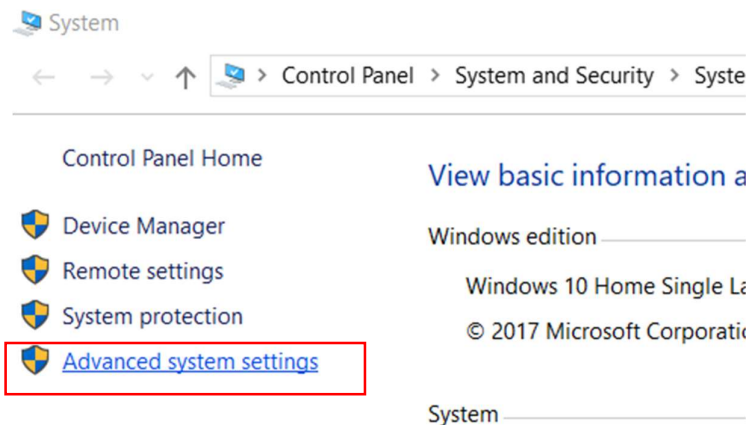 System
Control Panel > System and Security > Syste
Control Panel Home
View basic information a
Device Manager
Windows edition
Remote settings
Windows 10 Home Single La
System protection
© 2017 Microsoft Corporatio
Advanced system settings
System